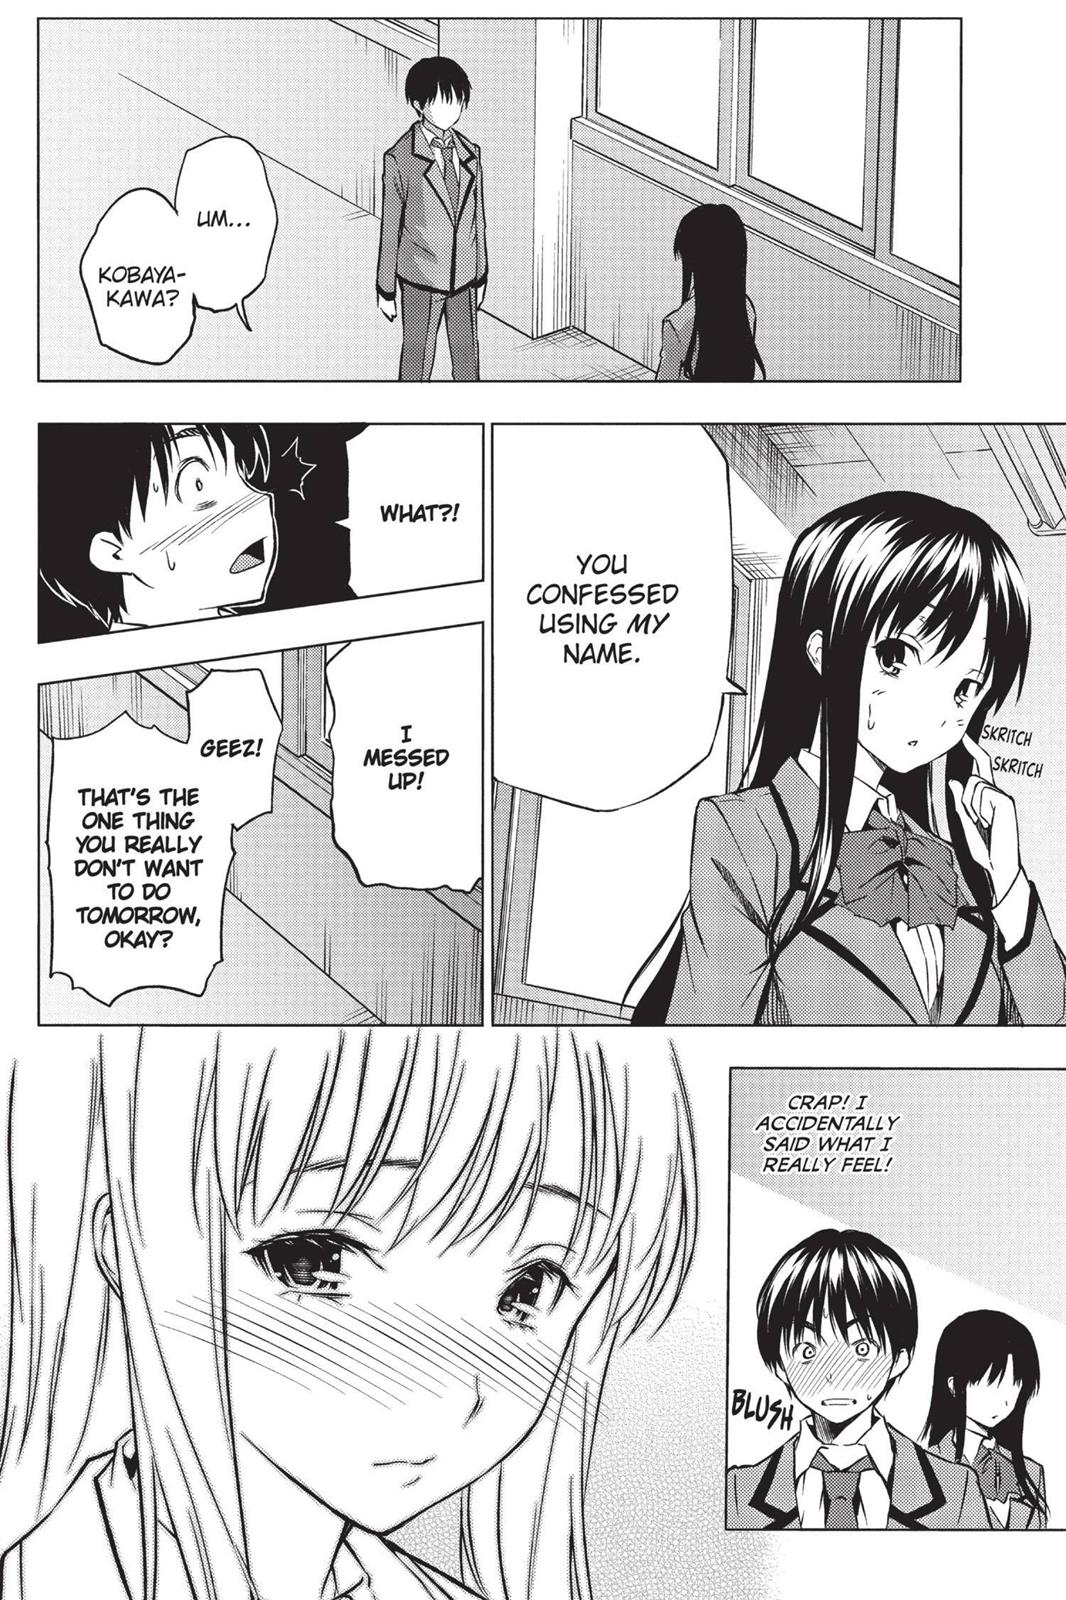 UM...
KOBAYA-
KAWA?
YOU
CONFESSED
USING MY
NAME.
SKRITCH
SKRITCH
WHAT?!
I
MESSED
UP!
GEEZ!
THAT'S THE
ONE THING
YOU REALLY
DON'T WANT
TO DO
TOMORROW,
OKAY?
CRAP! I
ACCIDENTALLY
SAID WHAT I
REALLY FEEL!
BLUSH